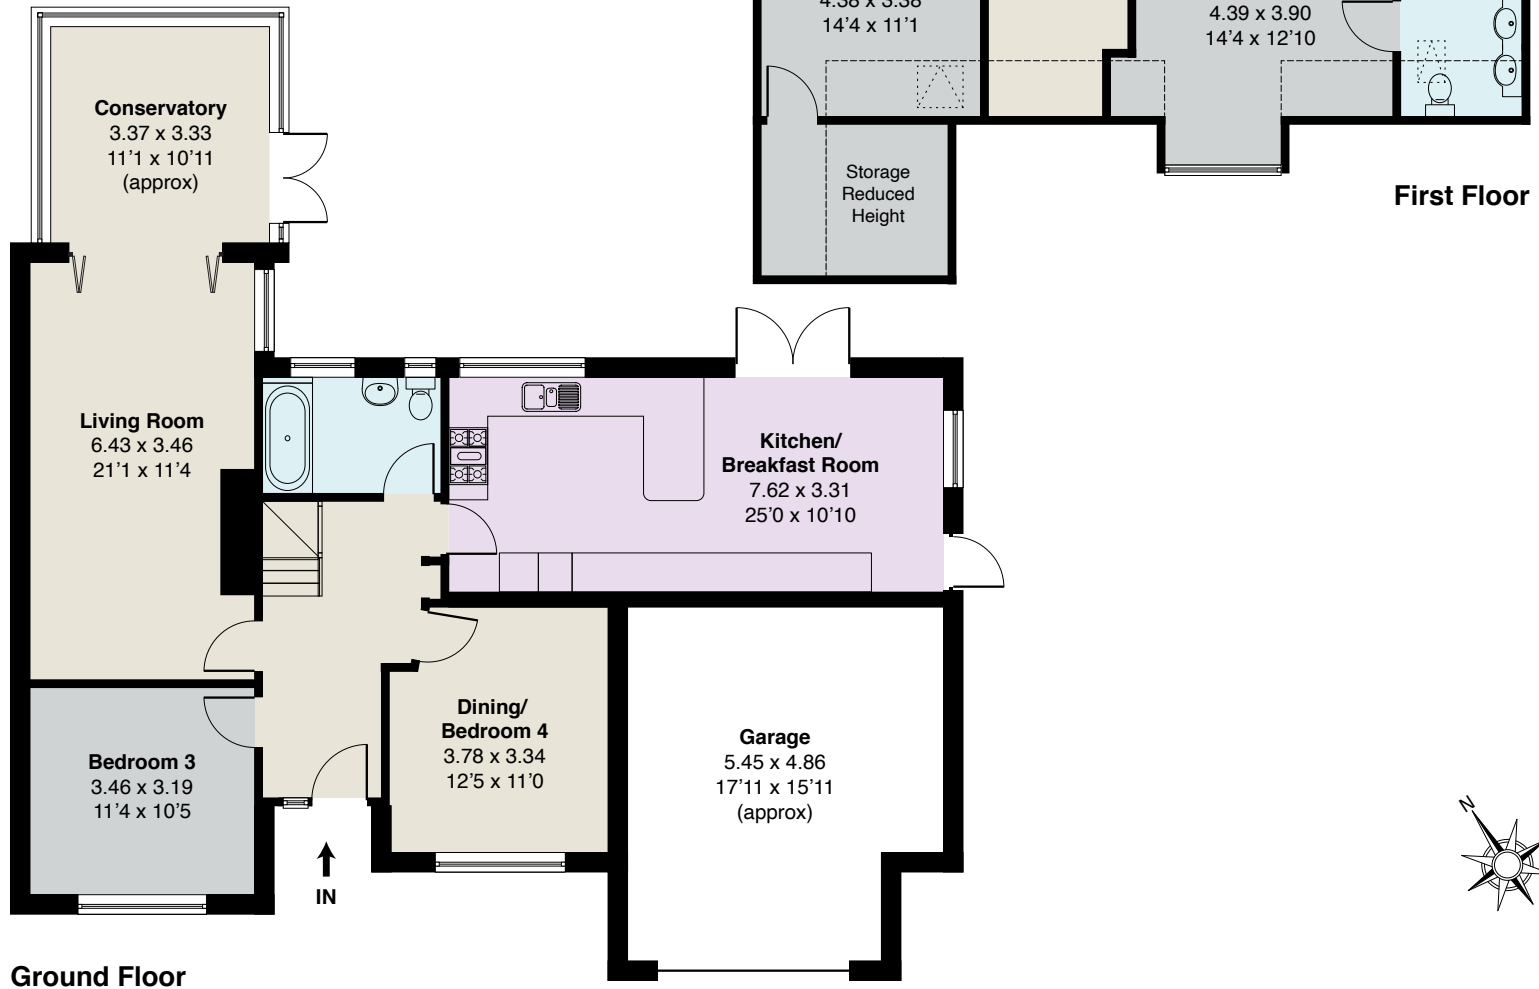 4.38 x 3.38
14'4 x 11'1
4.39 x 3.90
14'4 x 12'10
Storage
Reduced
Height
First Floor
Conservatory
3.37 x 3.33
11'1 x 10'11
(approx)
Living Room
6.43 x 3.46
21'1 x 11'4
Kitchen/
Breakfast Room
7.62 x 3.31
25'0 x 10'10
Dining/
Bedroom 4
3.78 x 3.34
12'5 x 11'0
Garage
5.45 x 4.86
17'11 x 15'11
(approx)
Bedroom 3
3.46 x 3.19
11'4 x 10'5
IN
N
Ground Floor